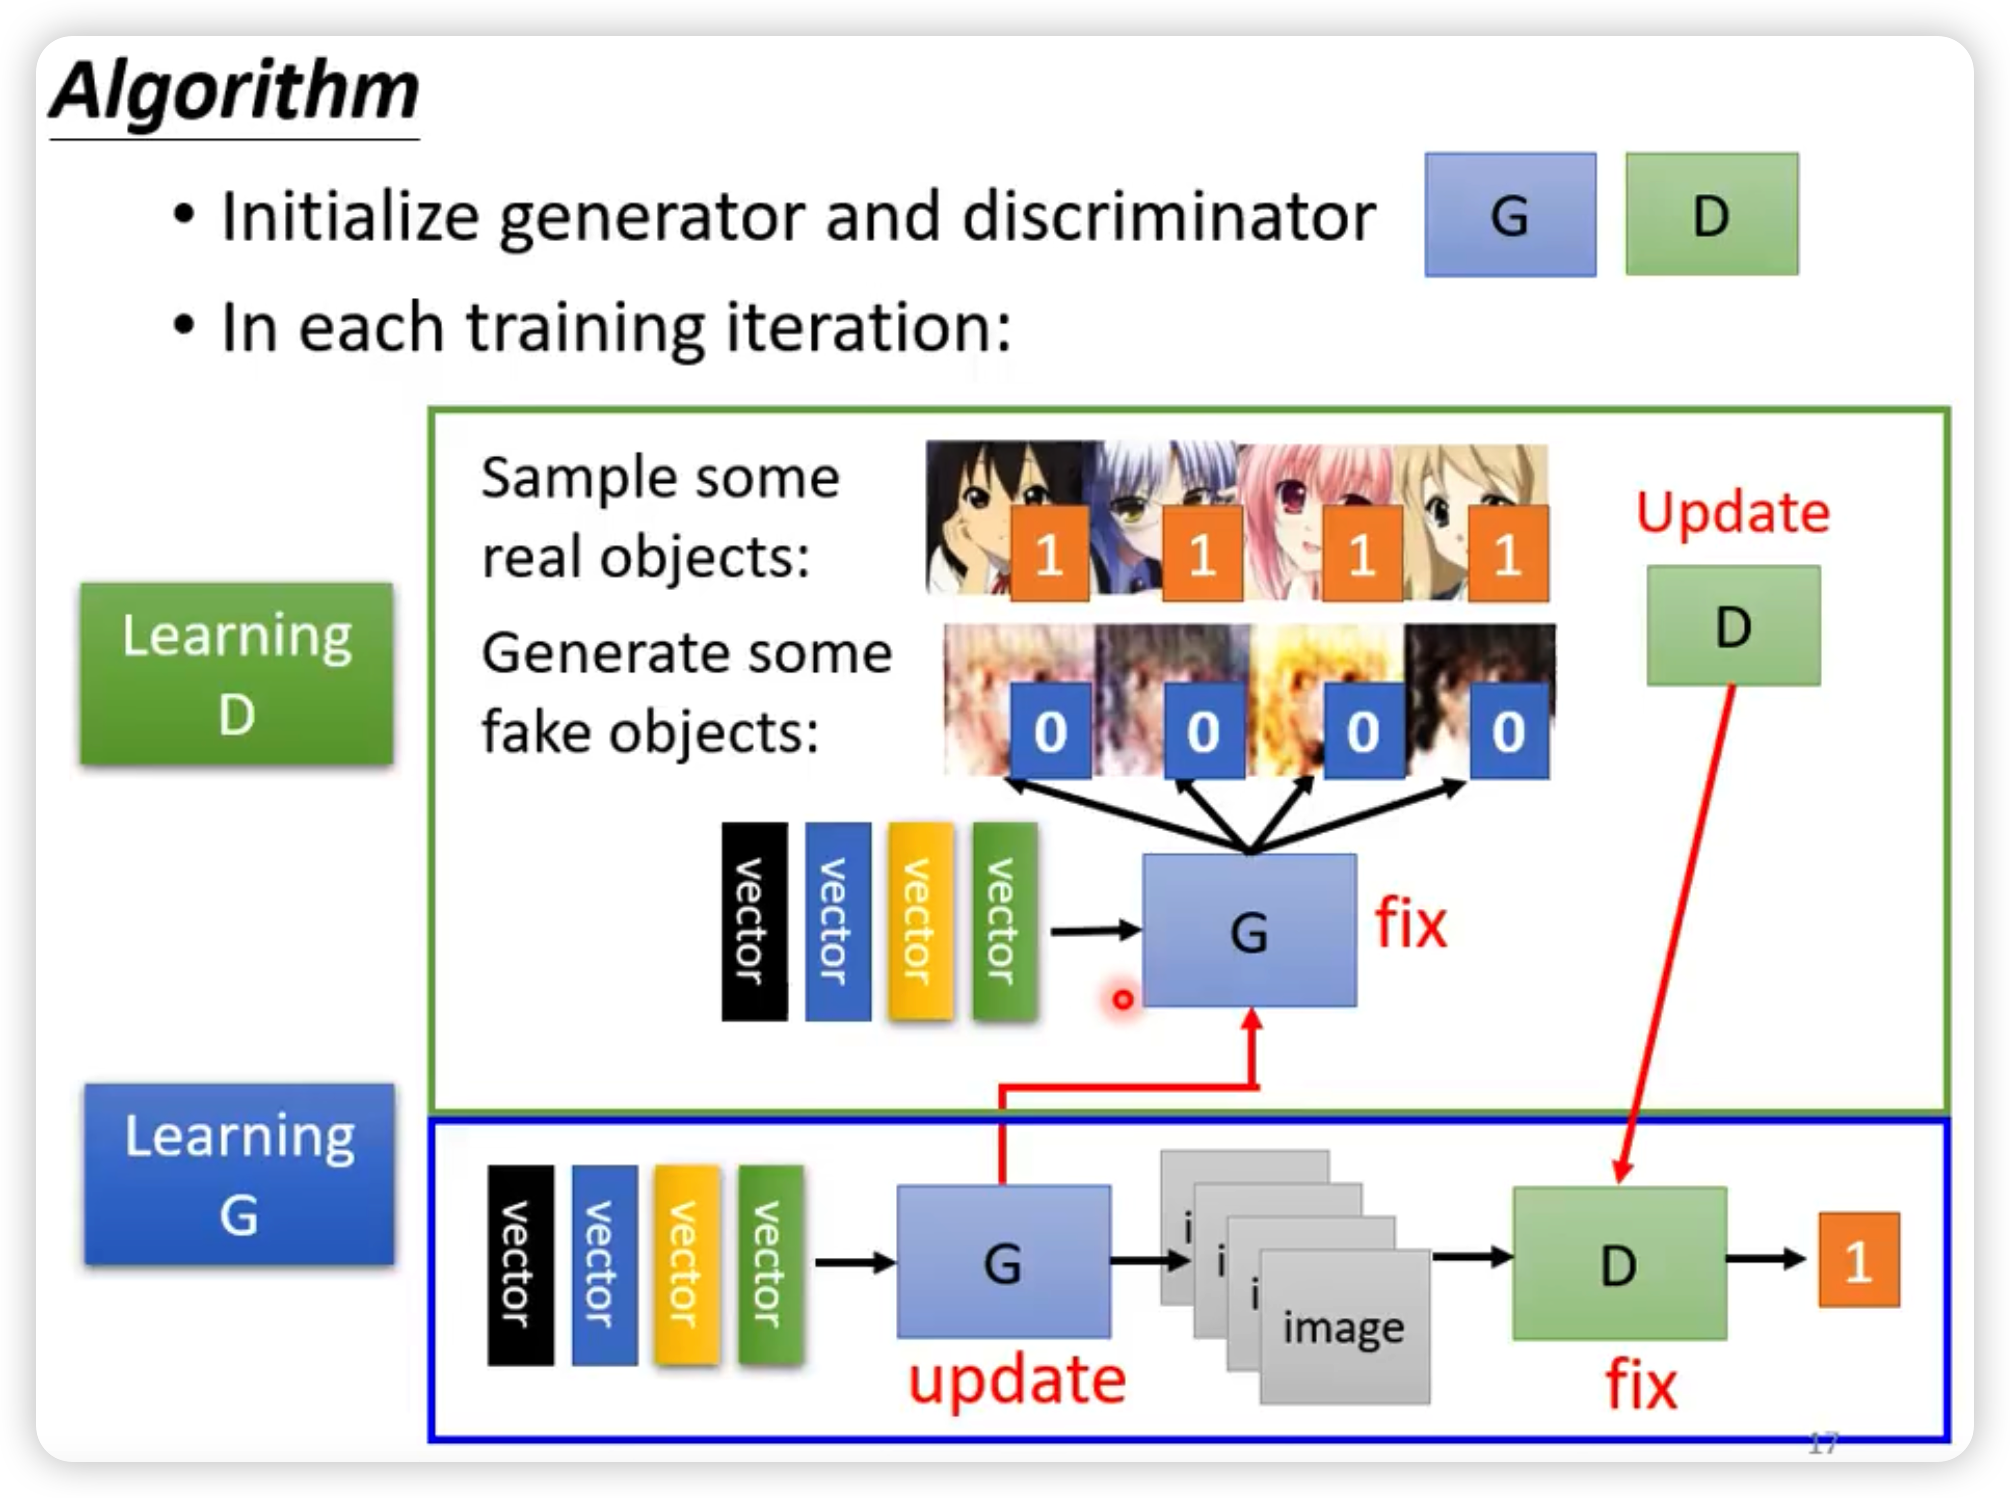 Algorithm
• Initialize generator and discriminator
G
D
• In each training iteration:
Sample some
real objects:
1
1
1
1
Update
D
Learning
D
Generate some
fake objects:
0
0
0
0
vector
vector
vector
vector
G
fix
Learning
G
vector
vector
vector
vector
G
update
i
i
i
image
D
fix
1
17